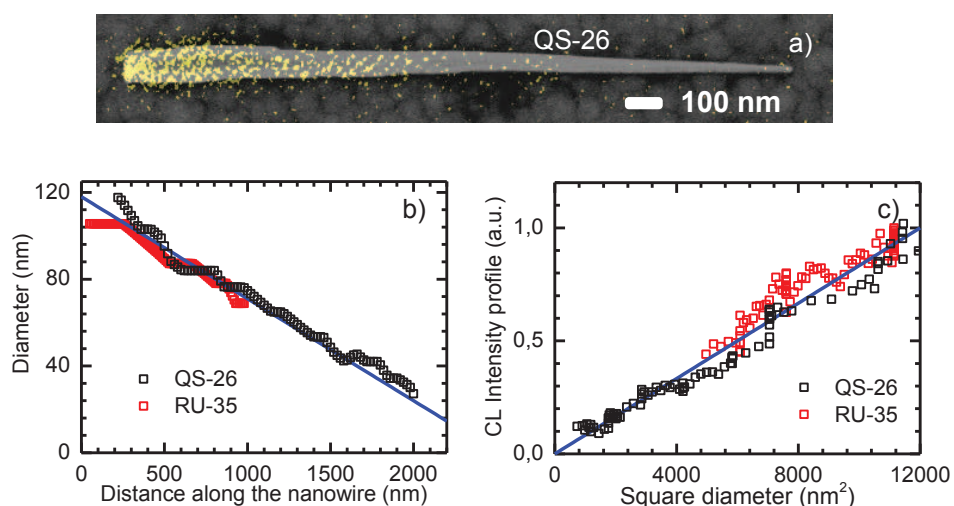 QS-26
a)
100 nm
b)
Diameter (nm)
120
80
40
0
QS-26
RU-35
0 500 1000 1500 2000
Distance along the nanowire (nm)
c)
CL Intensity profile (a.u.)
1,0
0,5
0,0
QS-26
RU-35
0 4000 8000 12000
Square diameter (nm²)